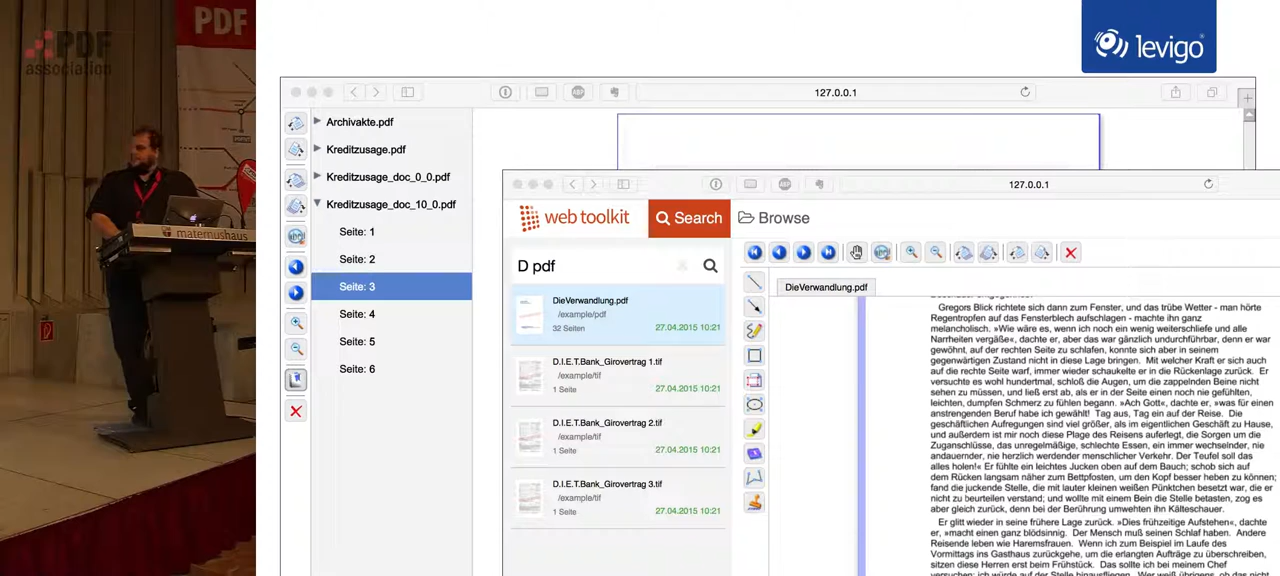 PDF
PDF
association
maternushaus
levigo
127.0.0.1
Archivakte.pdf
Kreditzusage.pdf
Kreditzusage_doc_0_0.pdf
Kreditzusage_doc_10_0.pdf
Seite: 1
Seite: 2
Seite: 3
Seite: 4
Seite: 5
Seite: 6
127.0.0.1
web toolkit
Search
Browse
D pdf
DieVerwandlung.pdf
/example/pdf
32 Seiten
27.04.2015 10:21
D.I.E.T.Bank_Girovertrag 1.tif
/example/tif
1 Seite
27.04.2015 10:21
D.I.E.T.Bank_Girovertrag 2.tif
/example/tif
1 Seite
27.04.2015 10:21
D.I.E.T.Bank_Girovertrag 3.tif
/example/tif
1 Seite
27.04.2015 10:21
DieVerwandlung.pdf
Gregors Blick richtete sich dann zum Fenster, und das trübe Wetter - man hörte
Regentropfen auf das Fensterblech aufschlagen - machte ihn ganz
melancholisch. »Wie wäre es, wenn ich noch ein wenig weiterschliefe und alle
Narrheiten vergäße«, dachte er, aber das war gänzlich undurchführbar, denn er war
gewöhnt, auf der rechten Seite zu schlafen, konnte sich aber in seinem
gegenwärtigen Zustand nicht in diese Lage bringen. Mit welcher Kraft er sich auch
auf die rechte Seite warf, immer wieder schaukelte er in die Rückenlage zurück. Er
versuchte es wohl hundertmal, schloß die Augen, um die zappelnden Beine nicht
sehen zu müssen, und ließ erst ab, als er in der Seite einen noch nie gefühlten,
leichten, dumpfen Schmerz zu fühlen begann. »Ach Gott«, dachte er, »was für einen
anstrengenden Beruf habe ich gewählt! Tag aus, Tag ein auf der Reise. Die
geschäftlichen Aufregungen sind viel größer, als im eigentlichen Geschäft zu Hause,
und außerdem ist mir noch diese Plage des Reisens auferlegt, die Sorgen um die
Zuganschlüsse, das unregelmäßige, schlechte Essen, ein immer wechselnder, nie
andauernder, nie herzlich werdender menschlicher Verkehr. Der Teufel soll das
alles holen!« Er fühlte ein leichtes Jucken oben auf dem Bauch; schob sich auf
dem Rücken langsam näher zum Bettpfosten, um den Kopf besser heben zu können;
fand die juckende Stelle, die mit lauter kleinen weißen Pünktchen besetzt war, die er
nicht zu beurteilen verstand; und wollte mit einem Bein die Stelle betasten, zog es
aber gleich zurück, denn bei der Berührung umwehten ihn Kälteschauer.
Er glitt wieder in seine frühere Lage zurück. »Dies frühzeitige Aufstehen«, dachte
er, »macht einen ganz blödsinnig. Der Mensch muß seinen Schlaf haben. Andere
Reisende leben wie Haremsfrauen. Wenn ich zum Beispiel im Laufe des
Vormittags ins Gasthaus zurückgehe, um die erlangten Aufträge zu überschreiben,
sitzen diese Herren erst beim Frühstück. Das sollte ich bei meinem Chef
versuchen; ich würde auf der Stelle hinausfliegen. Wer weiß übrigens, ob das nicht